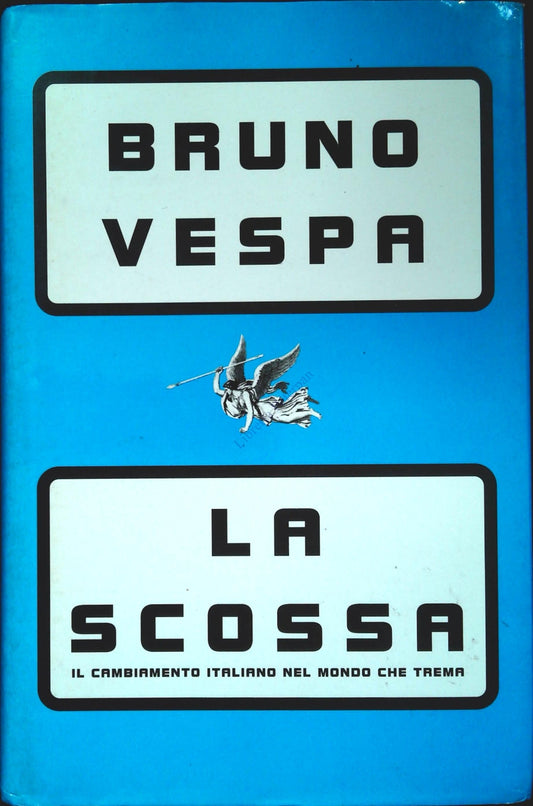 BRUNO
VESPA
LA
SCOSSA
IL CAMBIAMENTO ITALIANO NEL MONDO CHE TREMA